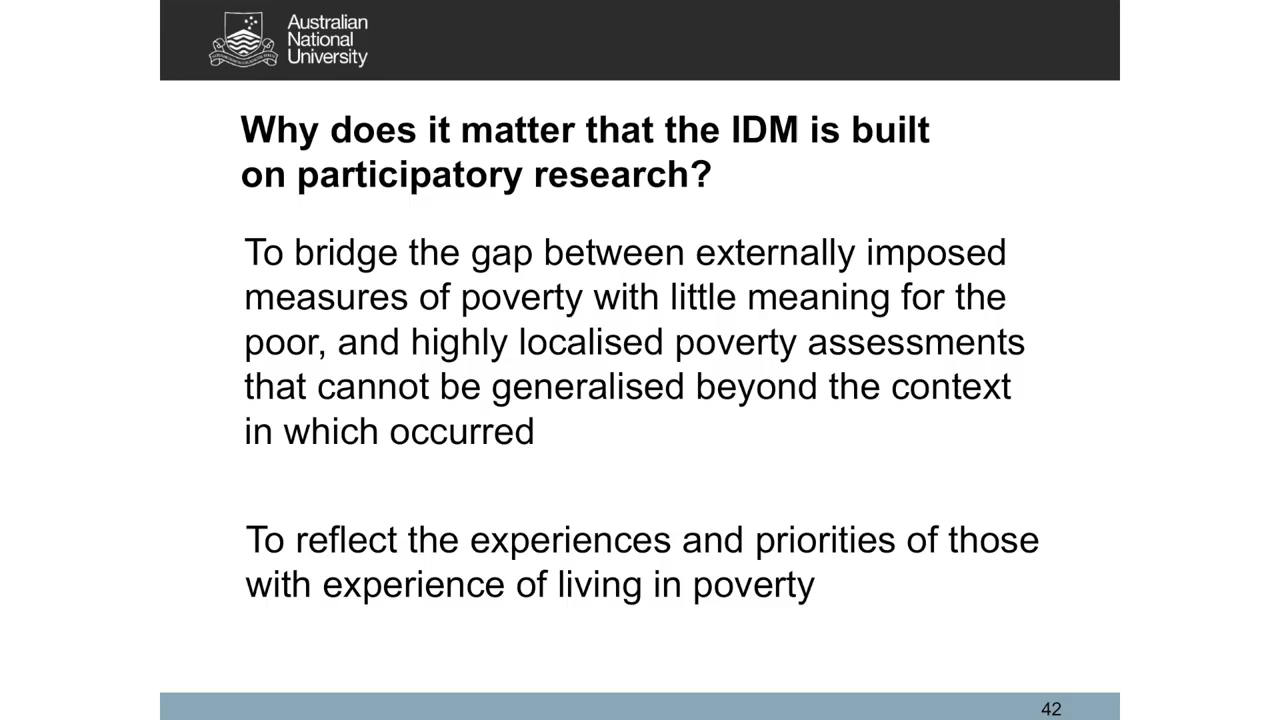 Australian
National
University
Why does it matter that the IDM is built
on participatory research?
To bridge the gap between externally imposed
measures of poverty with little meaning for the
poor, and highly localised poverty assessments
that cannot be generalised beyond the context
in which occurred
To reflect the experiences and priorities of those
with experience of living in poverty
42